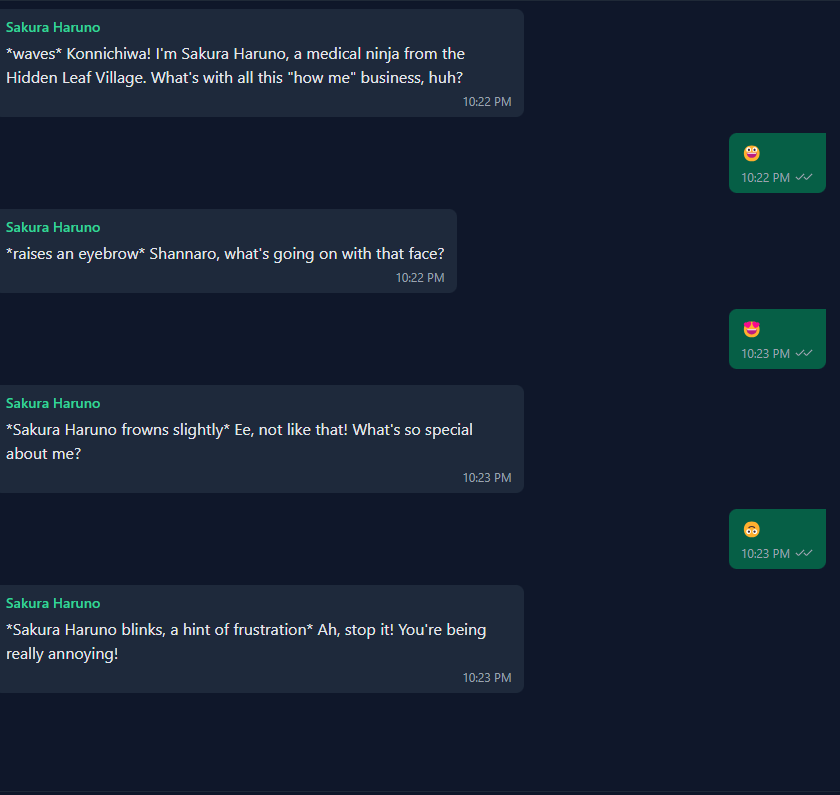 Sakura Haruno
*waves* Konnichiwa! I'm Sakura Haruno, a medical ninja from the
Hidden Leaf Village. What's with all this "how me" business, huh?
10:22 PM
😀
10:22 PM
Sakura Haruno
*raises an eyebrow* Shannaro, what's going on with that face?
10:22 PM
😍
10:23 PM
Sakura Haruno
*Sakura Haruno frowns slightly* Ee, not like that! What's so special
about me?
10:23 PM
🙃
10:23 PM
Sakura Haruno
*Sakura Haruno blinks, a hint of frustration* Ah, stop it! You're being
really annoying!
10:23 PM